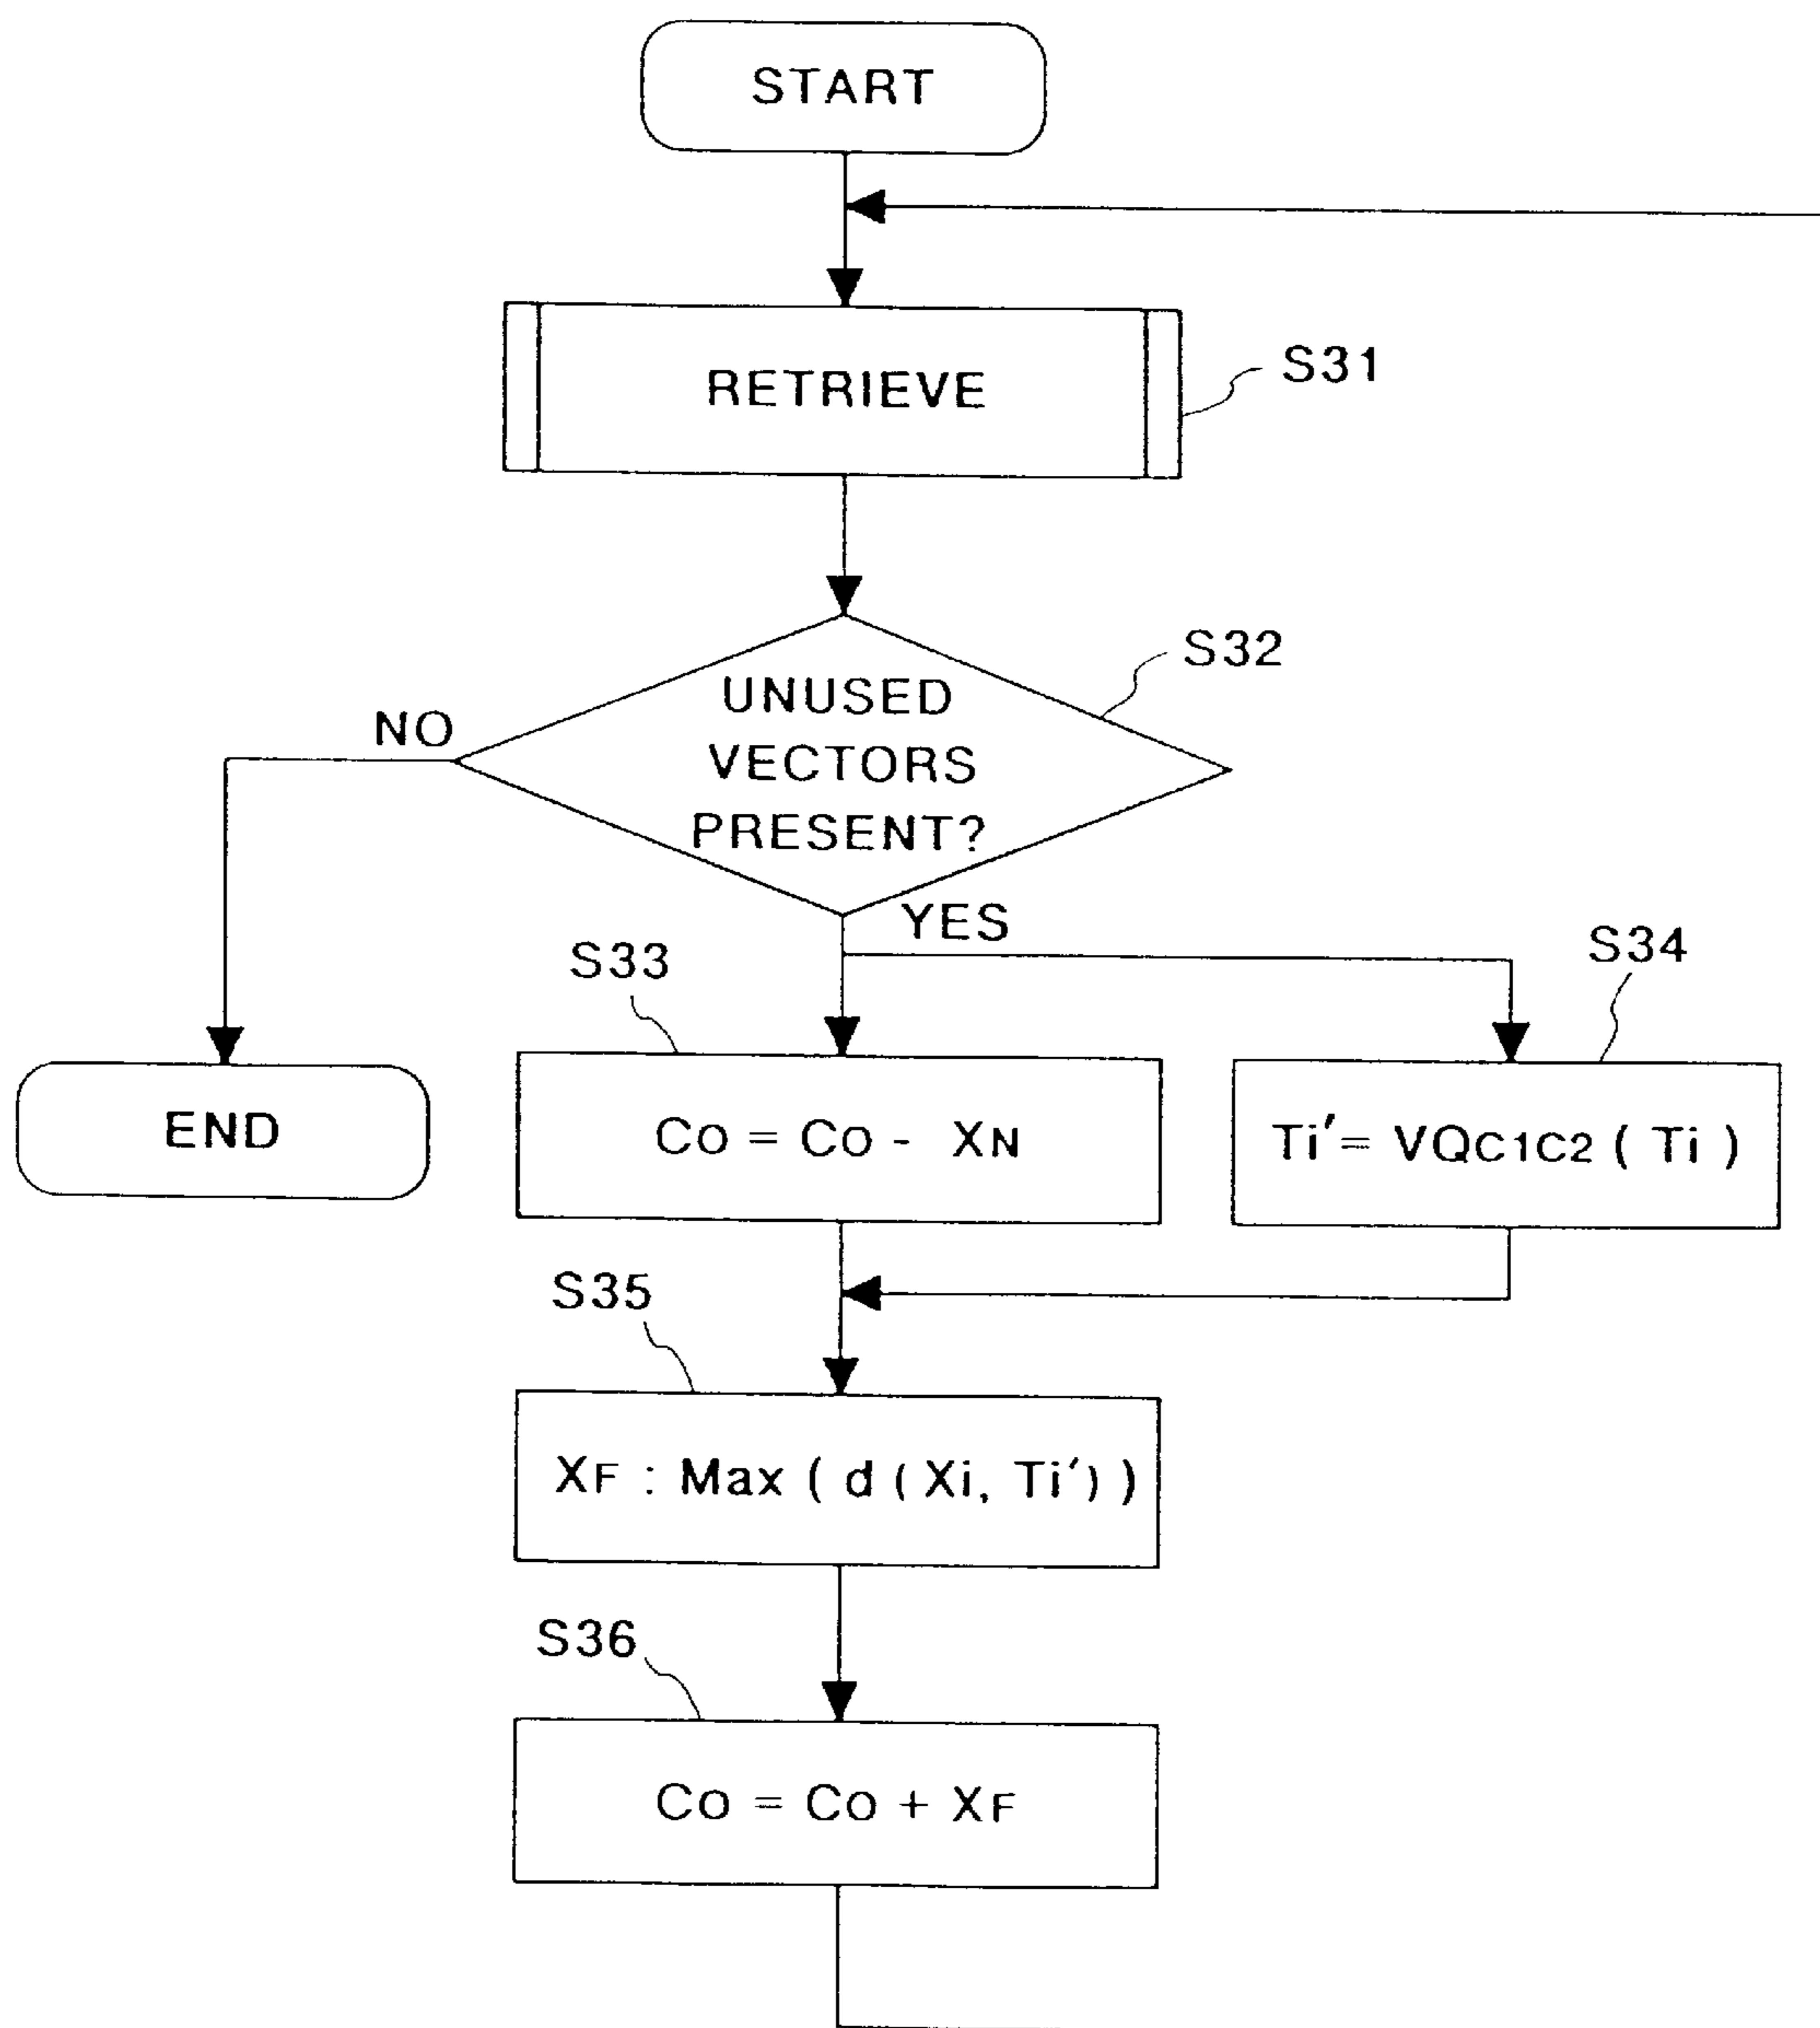 START
RETRIEVE
S31
S32
UNUSED
VECTORS
PRESENT?
NO
YES
S33
S34
END
Co = Co - XN
Ti′= VQC1C2 ( Ti )
S35
XF : Max ( d ( Xi, Ti′) )
S36
Co = Co + XF